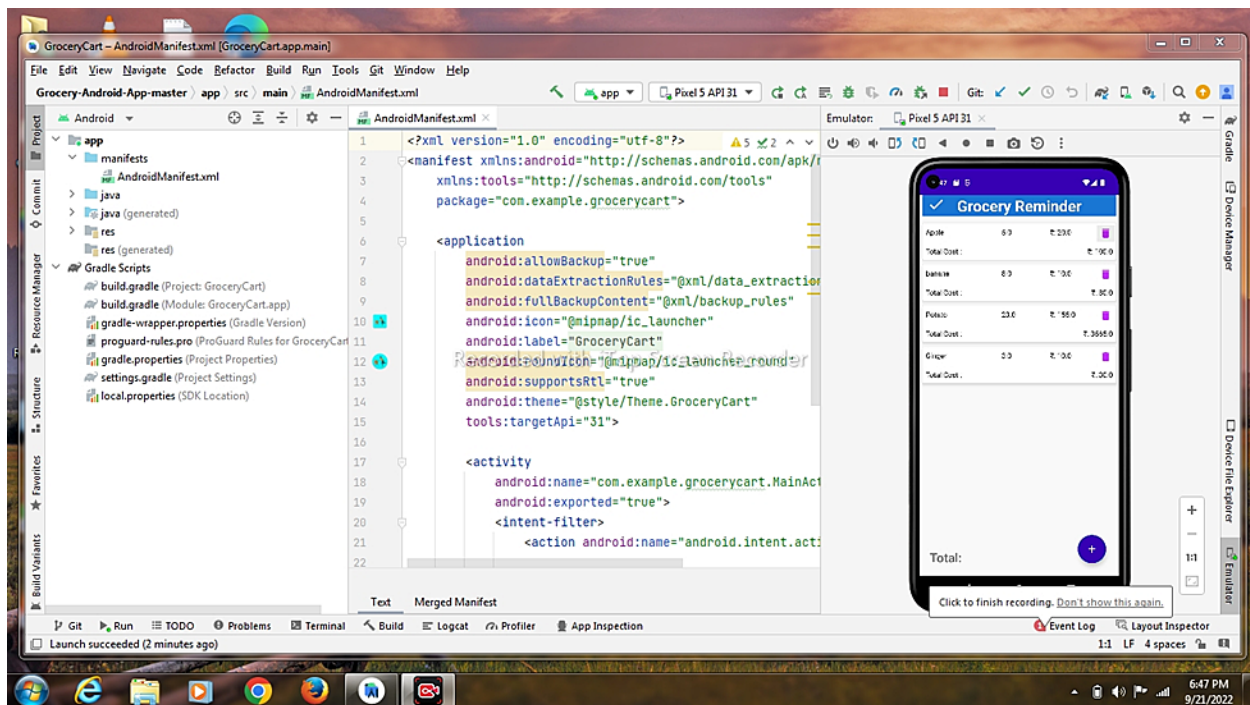 GroceryCart – AndroidManifest.xml [GroceryCart.app.main]
File Edit View Navigate Code Refactor Build Run Tools Git Window Help
Grocery-Android-App-master app src main AndroidManifest.xml
app Pixel 5 API 31 Git:
Android
AndroidManifest.xml
Emulator: Pixel 5 API 31
Project
Commit
Resource Manager
Structure
Favorites
Build Variants
app
manifests
AndroidManifest.xml
java
java (generated)
res
res (generated)
Gradle Scripts
build.gradle (Project: GroceryCart)
build.gradle (Module: GroceryCart.app)
gradle-wrapper.properties (Gradle Version)
proguard-rules.pro (ProGuard Rules for GroceryCart
gradle.properties (Project Properties)
settings.gradle (Project Settings)
local.properties (SDK Location)
1 <?xml version="1.0" encoding="utf-8"?> 5 2
2 <manifest xmlns:android="http://schemas.android.com/apk/r
3 xmlns:tools="http://schemas.android.com/tools"
4 package="com.example.grocerycart">
5
6 <application
7 android:allowBackup="true"
8 android:dataExtractionRules="@xml/data_extraction
9 android:fullBackupContent="@xml/backup_rules"
10 android:icon="@mipmap/ic_launcher"
11 android:label="GroceryCart"
12 android:roundIcon="@mipmap/ic_launcher_round"
Recorded with iTop Screen Recorder
13 android:supportsRtl="true"
14 android:theme="@style/Theme.GroceryCart"
15 tools:targetApi="31">
16
17 <activity
18 android:name="com.example.grocerycart.MainAct
19 android:exported="true">
20 <intent-filter>
21 <action android:name="android.intent.acti
22
Text Merged Manifest
Grocery Reminder
Apple
Total Cost :
banana
Total Cost :
Potato
Total Cost :
Ginger
Total Cost :
Total:
+
1:1
Click to finish recording. Don't show this again.
Gradle
Device Manager
Device File Explorer
Emulator
Git Run TODO Problems Terminal Build Logcat Profiler App Inspection Event Log Layout Inspector
Launch succeeded (2 minutes ago) 1:1 LF 4 spaces
6:47 PM
9/21/2022